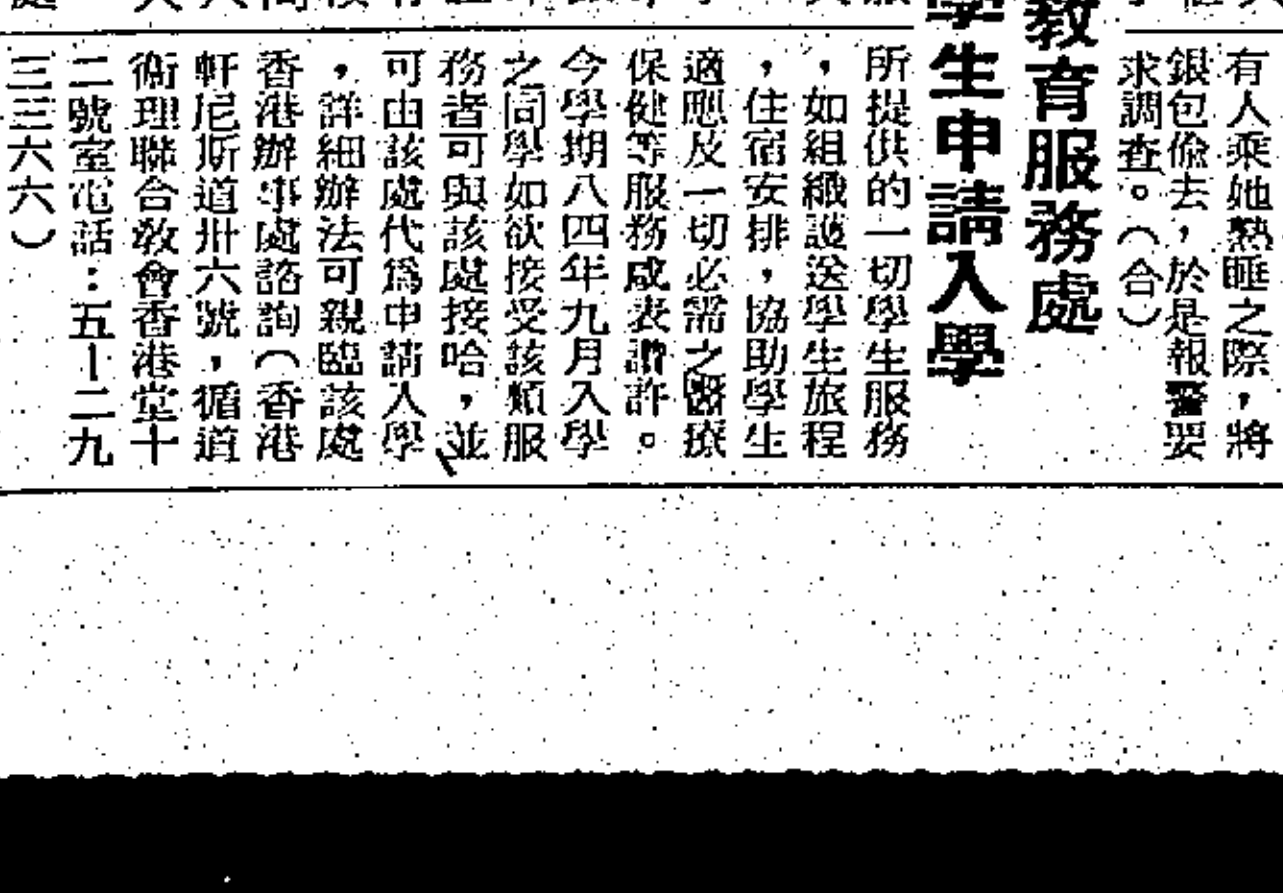 有人乘她熟睡之際，將
銀包偸去，於是報警要
求調查。（合）
教育服務處
學生申請入學
所提供的一切學生服務
，如組織護送學生旅程
，住宿安排，協助學生
適應及一切必需之醫療
保健等服務咸表讚許。
今學期八四年九月入學
之同學如欲接受該類服
務者可與該處接哈，並
可由該處代爲申請入學
，詳細辦法可親臨該處
香港辦事處諮詢（香港
軒尼斯道卅六號，循道
衞理聯合敎會香港堂十
二號室電話：五－二九
三三六六）